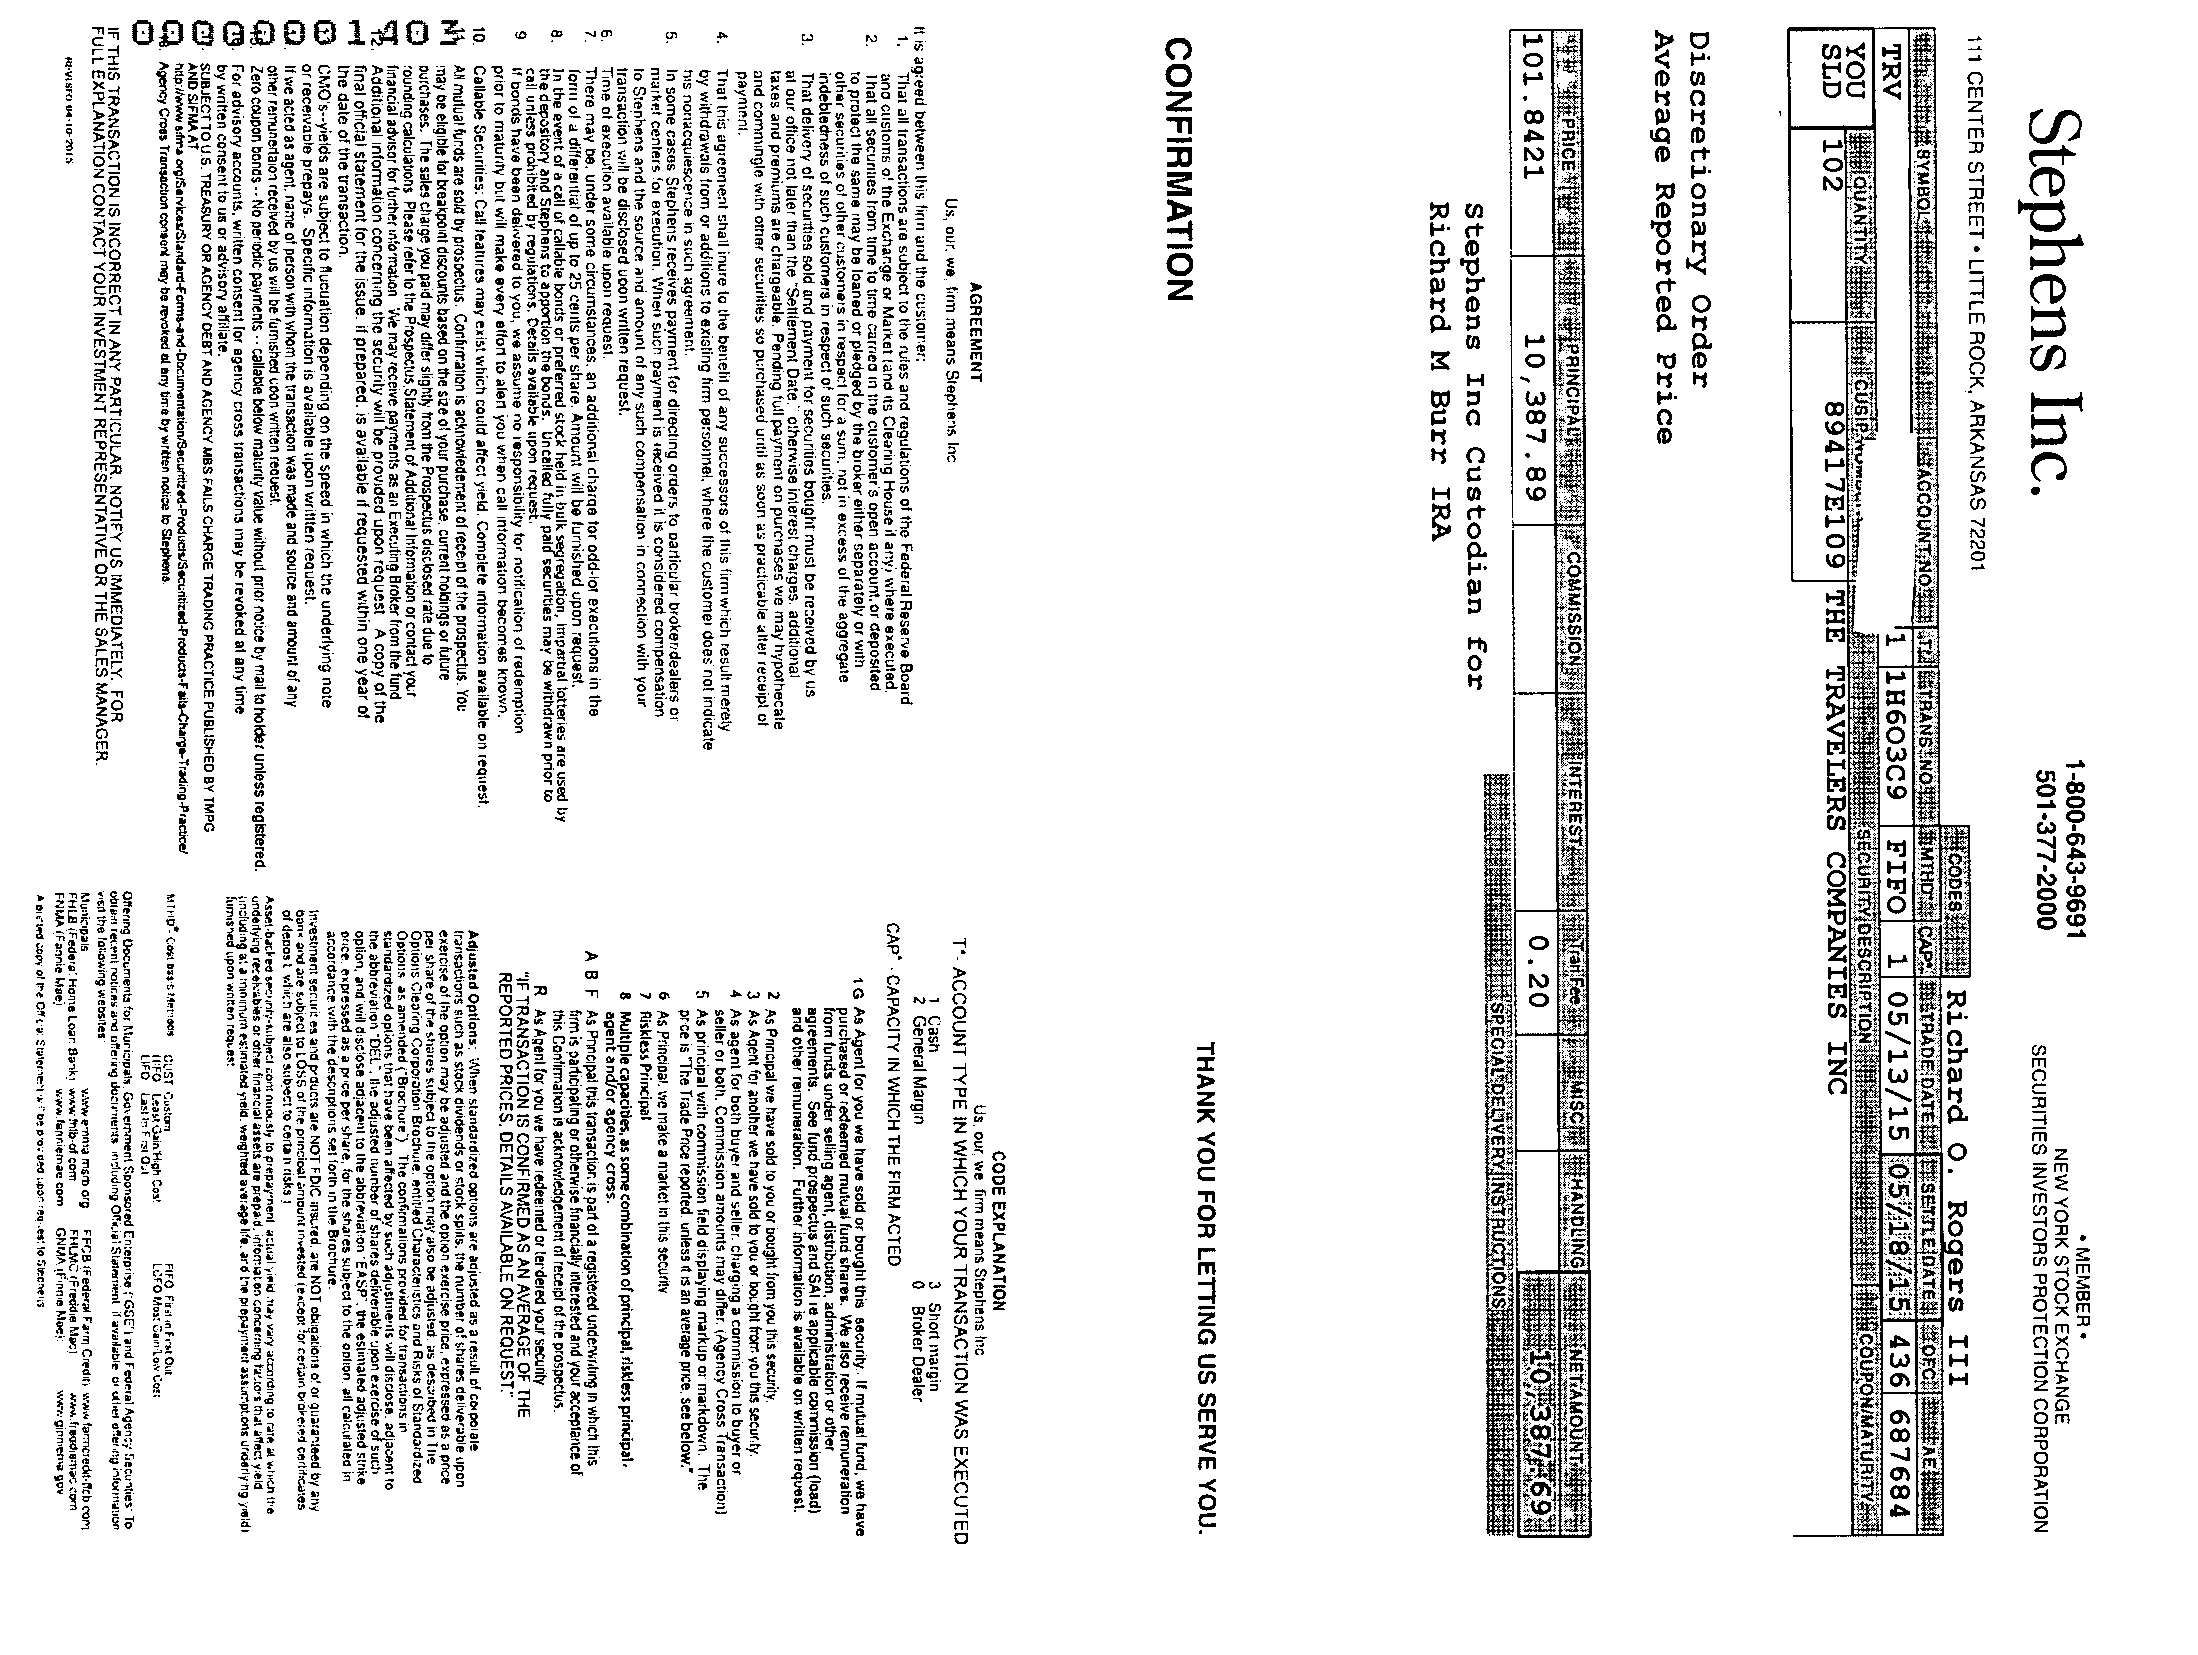 Stephens Inc.
111 CENTER STREET • LITTLE ROCK, ARKANSAS 72201
1-800-643-9691
501-377-2000
• MEMBER •
NEW YORK STOCK EXCHANGE
SECURITIES INVESTORS PROTECTION CORPORATION
CODES
Richard O. Rogers III
SYMBOL ACCOUNT NO. T* TRANS NO MTHD* CAP* TRADE DATE SETTLE DATE OFC AE
TRV 1 1H603C9 FIFO 1 05/13/15 05/18/15 436 687684
QUANTITY CUSIP SECURITY DESCRIPTION COUPON/MATURITY
YOU
SLD 102 89417E109 THE TRAVELERS COMPANIES INC
Discretionary Order
Average Reported Price
PRICE PRINCIPAL COMMISSION INTEREST Tran Fee MISC HANDLING NET AMOUNT
101.8421 10,387.89 0.20 10,387.69
SPECIAL DELIVERY INSTRUCTIONS
Stephens Inc Custodian for
Richard M Burr IRA
CONFIRMATION
THANK YOU FOR LETTING US SERVE YOU.
AGREEMENT
Us, our, we, firm means Stephens Inc
It is agreed between this firm and the customer:
1. That all transactions are subject to the rules and regulations of the Federal Reserve Board
and customs of the Exchange or Market (and its Clearing House if any) where executed.
2. That all securities from time to time carried in the customer's open account, or deposited
to protect the same may be loaned or pledged by the broker either separately or with
other securities of other customers in respect for a sum, not in excess of the aggregate
indebtedness of such customers in respect of such securities.
3. That delivery of securities sold and payment for securities bought must be received by us
at our office not later than the "Settlement Date," otherwise interest charges, additional
taxes and premiums are chargeable. Pending full payment on purchases we may hypothecate
and commingle with other securities so purchased until as soon as practicable after receipt of
payment.
4. That this agreement shall inure to the benefit of any successors of this firm which result merely
by withdrawals from or additions to existing firm personnel, where the customer does not indicate
his nonacquiescence in such agreement.
5. In some cases Stephens receives payment for directing orders to particular broker/dealers or
market centers for execution. When such payment is received it is considered compensation
to Stephens and the source and amount of any such compensation in connection with your
transaction will be disclosed upon written request.
6. Time of execution available upon request.
7. There may be, under some circumstances, an additional charge for odd-lot executions in the
form of a differential of up to 25 cents per share. Amount will be furnished upon request.
8. In the event of a call of callable bonds or preferred stock held in bulk segregation, impartial lotteries are used by
the depository and Stephens to apportion the bonds. Uncalled fully paid securities may be withdrawn prior to
call unless prohibited by regulations. Details available upon request.
9 If bonds have been delivered to you, we assume no responsibility for notification of redemption
prior to maturity but will make every effort to alert you when call information becomes known.
10. Callable Securities: Call features may exist which could affect yield. Complete information available on request.
All mutual funds are sold by prospectus. Confirmation is acknowledgement of receipt of the prospectus. You
may be eligible for breakpoint discounts based on the size of your purchase, current holdings or future
purchases. The sales charge you paid may differ slightly from the Prospectus disclosed rate due to
rounding calculations. Please refer to the Prospectus Statement of Additional Information or contact your
financial advisor for further information. We may receive payments as an Executing Broker from the fund
12. Additional information concerning the security will be provided upon request. A copy of the
final official statement for the issue, if prepared, is available if requested within one year of
the date of the transaction.
CMO's--yields are subject to fluctuation depending on the speed in which the underlying note
or receivable prepays. Specific information is available upon written request.
If we acted as agent, name of person with whom the transaction was made and source and amount of any
other remuneration received by us will be furnished upon written request.
Zero coupon bonds -- No periodic payments -- callable below maturity value without prior notice by mail to holder unless registered.
For advisory accounts, written consent for agency cross transactions may be revoked at any time
by written consent to us or advisory affiliate.
SUBJECT TO U.S. TREASURY OR AGENCY DEBT AND AGENCY MBS FAILS CHARGE TRADING PRACTICE PUBLISHED BY TMPG
AND SIFMA AT
http://www.sifma.org/Services/Standard-Forms-and-Documentation/Securitized-Products/Securitized-Products-Fails-Charge-Trading-Practice/
Agency Cross Transaction consent may be revoked at any time by written notice to Stephens.
IF THIS TRANSACTION IS INCORRECT IN ANY PARTICULAR, NOTIFY US IMMEDIATELY. FOR
FULL EXPLANATION CONTACT YOUR INVESTMENT REPRESENTATIVE OR THE SALES MANAGER.
REVISED 04-10-2015
CODE EXPLANATION
Us, our, we, firm means Stephens Inc
T*- ACCOUNT TYPE IN WHICH YOUR TRANSACTION WAS EXECUTED
1 Cash 3 Short margin
2 General Margin 0 Broker Dealer
CAP* - CAPACITY IN WHICH THE FIRM ACTED
1 G As Agent for you we have sold or bought this security. If mutual fund, we have
purchased or redeemed mutual fund shares. We also receive remuneration
from funds under selling agent, distribution, administration or other
agreements. See fund prospectus and SAI re applicable commission (load)
and other remuneration. Further information is available on written request.
2 As Principal we have sold to you or bought from you this security.
3 As Agent for another we have sold to you or bought from you this security.
4 As agent for both buyer and seller, charging a commission to buyer or
seller or both. Commission amounts may differ. (Agency Cross Transaction)
5 As principal with commission field displaying markup or markdown. The
price is "The Trade Price reported, unless it is an average price, see below."
6 As Principal, we make a market in this security
7 Riskless Principal
8 Multiple capacities, as some combination of principal, riskless principal,
agent and/or agency cross.
A B F As Principal this transaction is part of a registered underwriting in which this
firm is participating or otherwise financially interested and your acceptance of
this Confirmation is acknowledgement of receipt of the prospectus.
R As Agent for you we have redeemed or tendered your security
"IF TRANSACTION IS CONFIRMED AS AN AVERAGE OF THE
REPORTED PRICES, DETAILS AVAILABLE ON REQUEST."
Adjusted Options: When standardized options are adjusted as a result of corporate
transactions such as stock dividends or stock splits, the number of shares deliverable upon
exercise of the option may be adjusted and the option exercise price, expressed as a price
per share of the shares subject to the option may also be adjusted, as described in The
Options Clearing Corporation Brochure, entitled Characteristics and Risks of Standardized
Options, as amended ("Brochure"). The confirmations provided for transactions in
standardized options that have been affected by such adjustments will disclose, adjacent to
the abbreviation "DEL", the adjusted number of shares deliverable upon exercise of such
option, and will disclose adjacent to the abbreviation "EASP", the estimated adjusted strike
price, expressed as a price per share, for the shares subject to the option, all calculated in
accordance with the descriptions set forth in the Brochure.
Investment securities and products are NOT FDIC insured, are NOT obligations of or guaranteed by any
bank and are subject to LOSS of the principal amount invested (except for certain brokered certificates
of deposit, which are also subject to certain risks.)
Asset-backed security-subject continuously to prepayment, actual yield may vary according to rate at which the
underlying receivables or other financial assets are prepaid, information concerning factors that affect yield
(including at a minimum estimated yield, weighted average life, and the prepayment assumptions underlying yield)
furnished upon written request
MTHD* - Cost basis Methods CUST Custom FIFO First in First Out
Least Gain/High Cost Most Gain/Low Cost
LIFO Last In First Out
Offering Documents for Municipals, Government Sponsored Enterprise (GSE) and Federal Agency Securities: To
obtain recent notices and offering documents, including Official Statement, if available or other offering information
visit the following websites
Municipals www.emma.msrb.org FFCB (Federal Farm Credit) www.farmcredit-ffcb.com
FHLB (Federal Home Loan Bank) www.fhlb-of.com FHLMC (Freddie Mac) www.freddiemac.com
FNMA (Fannie Mae) www.fanniemae.com GNMA (Ginnie Mae) www.ginniemae.gov
A printed copy of the Official Statement will be provided upon request to Stephens